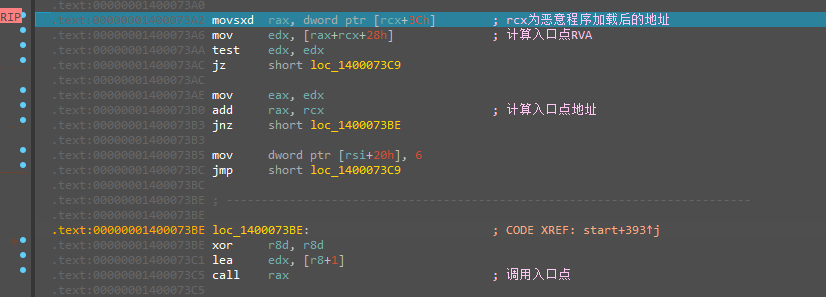 .text:00000001400073A0
RIP .text:00000001400073A2 movsxd rax, dword ptr [rcx+3Ch] ; rcx为恶意程序加载后的地址
.text:00000001400073A6 mov edx, [rax+rcx+28h] ; 计算入口点RVA
.text:00000001400073AA test edx, edx
.text:00000001400073AC jz short loc_1400073C9
.text:00000001400073AC
.text:00000001400073AE mov eax, edx
.text:00000001400073B0 add rax, rcx ; 计算入口点地址
.text:00000001400073B3 jnz short loc_1400073BE
.text:00000001400073B3
.text:00000001400073B5 mov dword ptr [rsi+20h], 6
.text:00000001400073BC jmp short loc_1400073C9
.text:00000001400073BC
.text:00000001400073BE ; ---------------------------------------------------------------------------
.text:00000001400073BE
.text:00000001400073BE loc_1400073BE: ; CODE XREF: start+393↑j
.text:00000001400073BE xor r8d, r8d
.text:00000001400073C1 lea edx, [r8+1]
.text:00000001400073C5 call rax ; 调用入口点
.text:00000001400073C5